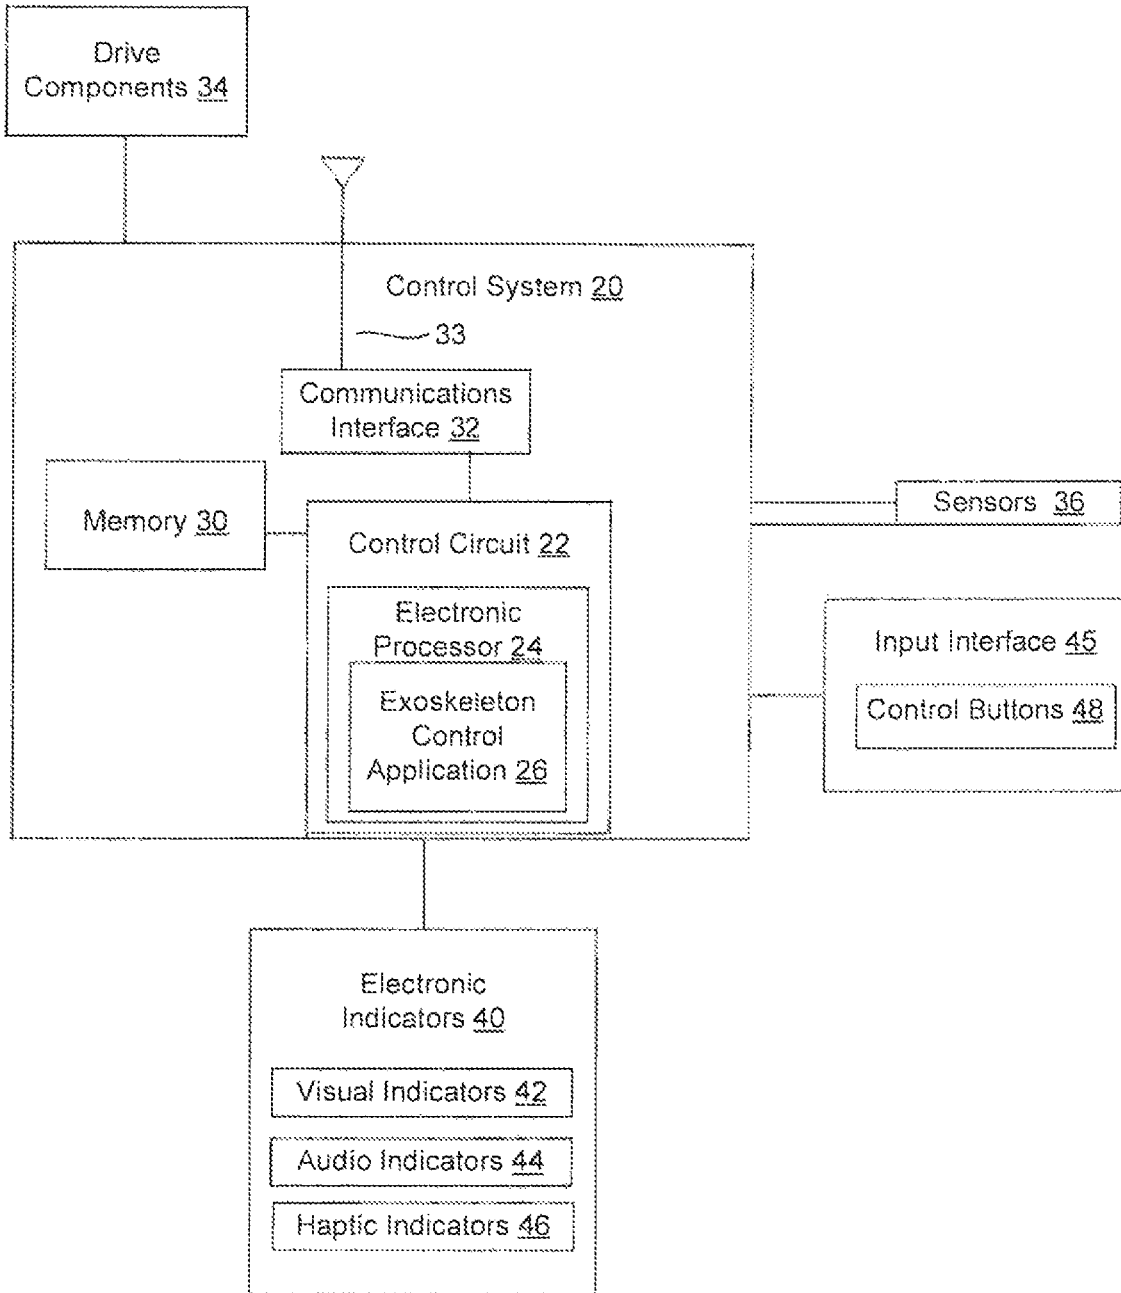 Drive
Components 34
Control System 20
33
Communications
Interface 32
Memory 30
Control Circuit 22
Electronic
Processor 24
Exoskeleton
Control
Application 26
Sensors 36
Input Interface 45
Control Buttons 48
Electronic
Indicators 40
Visual Indicators 42
Audio Indicators 44
Haptic Indicators 46